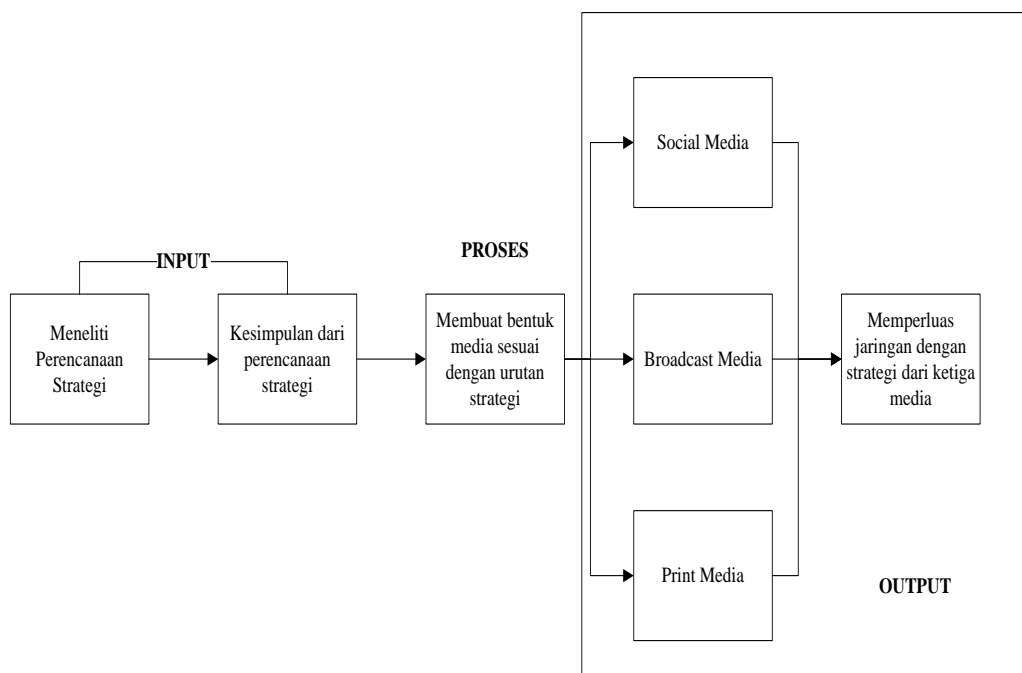 INPUT
Meneliti
Perencanaan
Strategi
Kesimpulan dari
perencanaan
strategi
PROSES
Membuat bentuk
media sesuai
dengan urutan
strategi
Social Media
Broadcast Media
Print Media
Memperluas
jaringan dengan
strategi dari ketiga
media
OUTPUT